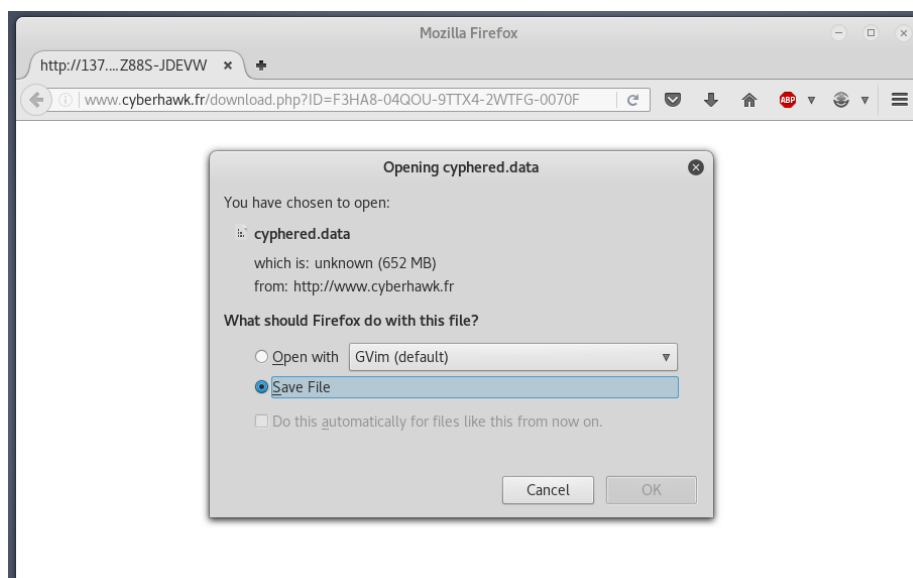 Mozilla Firefox
http://137....Z88S-JDEVW
www.cyberhawk.fr/download.php?ID=F3HA8-04QOU-9TTX4-2WTFG-0070F
ABP
Opening cyphered.data
You have chosen to open:
cyphered.data
which is: unknown (652 MB)
from: http://www.cyberhawk.fr
What should Firefox do with this file?
Open with GVim (default)
Save File
Do this automatically for files like this from now on.
Cancel OK